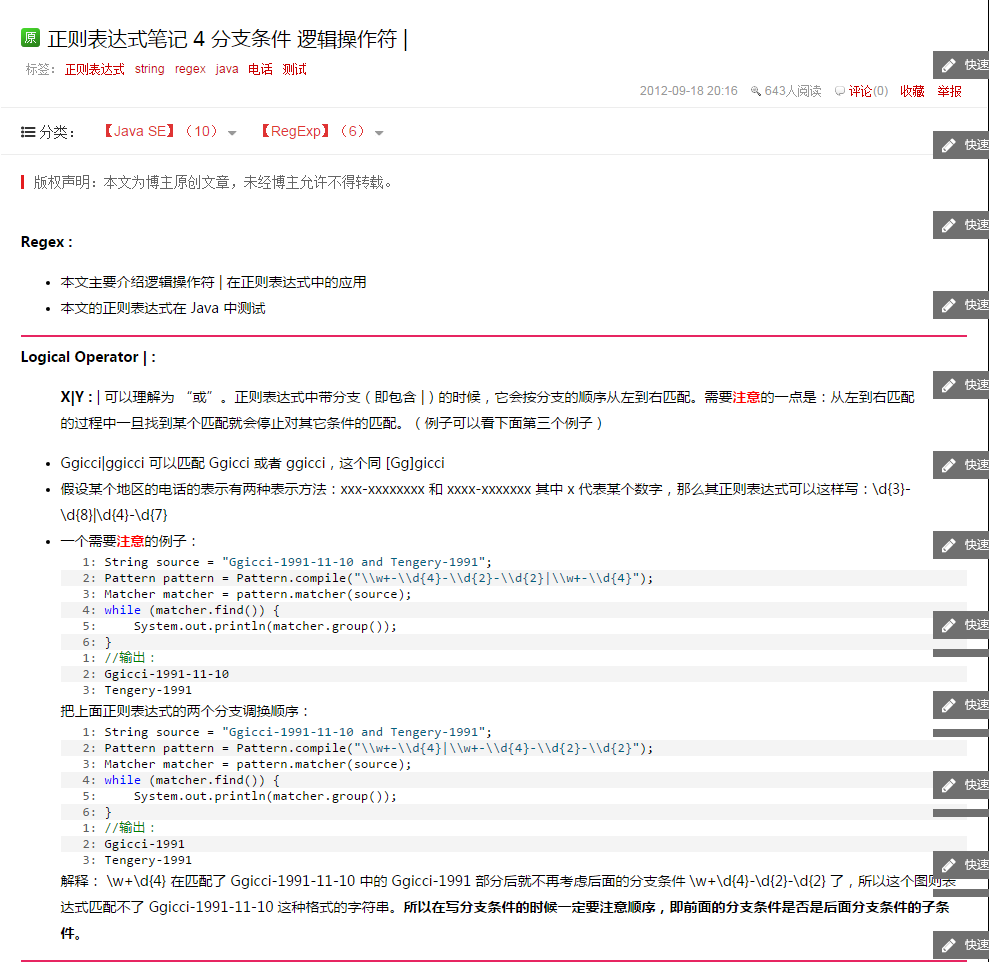 原 正则表达式笔记 4 分支条件 逻辑操作符 |
标签： 正则表达式 string regex java 电话 测试
快速
2012-09-18 20:16 643人阅读 评论(0) 收藏 举报
分类： 【Java SE】（10） 【RegExp】（6）
快速
版权声明：本文为博主原创文章，未经博主允许不得转载。
快速
Regex :
本文主要介绍逻辑操作符 | 在正则表达式中的应用
快速
本文的正则表达式在 Java 中测试
Logical Operator | :
快速
X|Y : | 可以理解为 “或” 。正则表达式中带分支 ( 即包含 | ) 的时候，它会按分支的顺序从左到右匹配。需要注意的一点是：从左到右匹配
的过程中一旦找到某个匹配就会停止对其它条件的匹配。 ( 例子可以看下面第三个例子 )
Ggicci|ggicci 可以匹配 Ggicci 或者 ggicci，这个同 [Gg]gicci
快速
假设某个地区的电话的表示有两种表示方法：xxx-xxxxxxxx 和 xxxx-xxxxxxx 其中 x 代表某个数字，那么其正则表达式可以这样写：\d{3}-
\d{8}|\d{4}-\d{7}
一个需要注意的例子：
快速
1: String source = "Ggicci-1991-11-10 and Tengery-1991";
2: Pattern pattern = Pattern.compile("\\w+-\\d{4}-\\d{2}-\\d{2}|\\w+-\\d{4}");
3: Matcher matcher = pattern.matcher(source);
4: while (matcher.find()) {
5: System.out.println(matcher.group());
快速
6: }
1: //输出：
2: Ggicci-1991-11-10
3: Tengery-1991
快速
把上面正则表达式的两个分支调换顺序：
1: String source = "Ggicci-1991-11-10 and Tengery-1991";
2: Pattern pattern = Pattern.compile("\\w+-\\d{4}|\\w+-\\d{4}-\\d{2}-\\d{2}");
3: Matcher matcher = pattern.matcher(source);
4: while (matcher.find()) {
快速
5: System.out.println(matcher.group());
6: }
1: //输出：
2: Ggicci-1991
3: Tengery-1991
快速
解释： \w+\d{4} 在匹配了 Ggicci-1991-11-10 中的 Ggicci-1991 部分后就不再考虑后面的分支条件 \w+\d{4}-\d{2}-\d{2} 了，所以这个图则表
达式匹配不了 Ggicci-1991-11-10 这种格式的字符串。所以在写分支条件的时候一定要注意顺序，即前面的分支条件是否是后面分支条件的子条
件。
快速